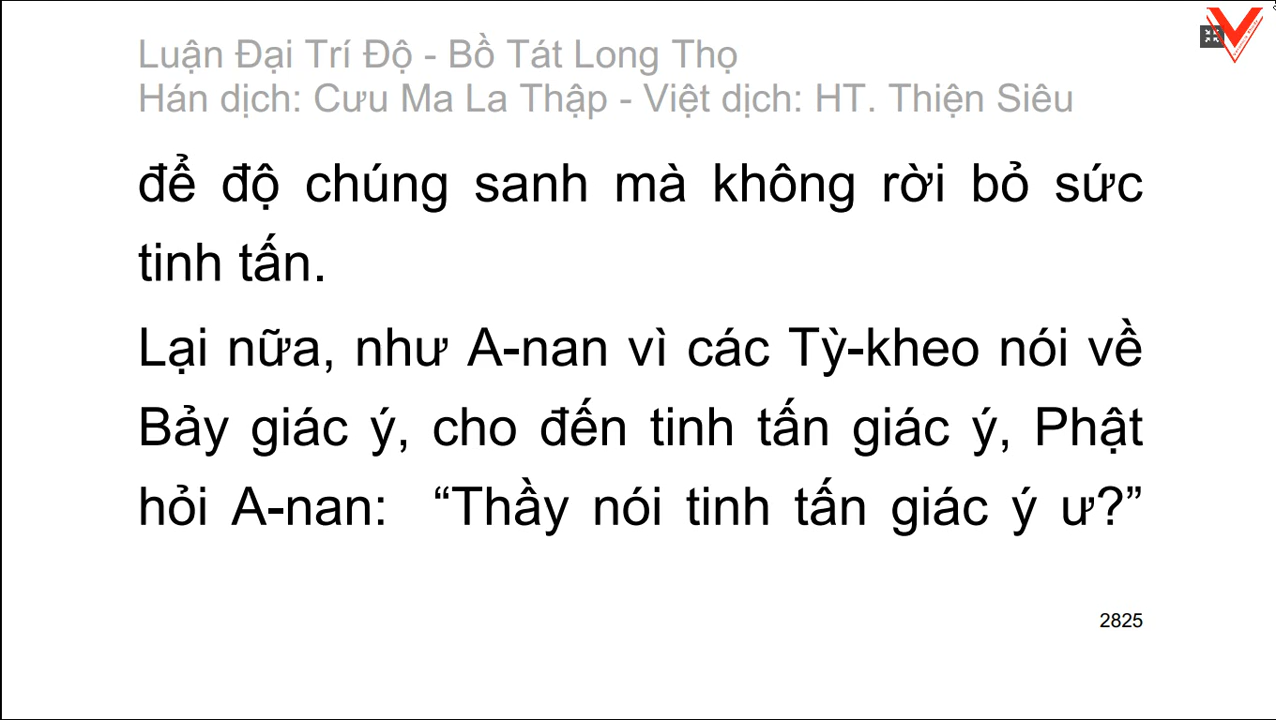 Luận Đại Trí Độ - Bồ Tát Long Thọ
Hán dịch: Cưu Ma La Thập - Việt dịch: HT. Thiện Siêu
để độ chúng sanh mà không rời bỏ sức
tinh tấn.
Lại nữa, như A-nan vì các Tỳ-kheo nói về
Bảy giác ý, cho đến tinh tấn giác ý, Phật
hỏi A-nan: “Thầy nói tinh tấn giác ý ư?”
2825